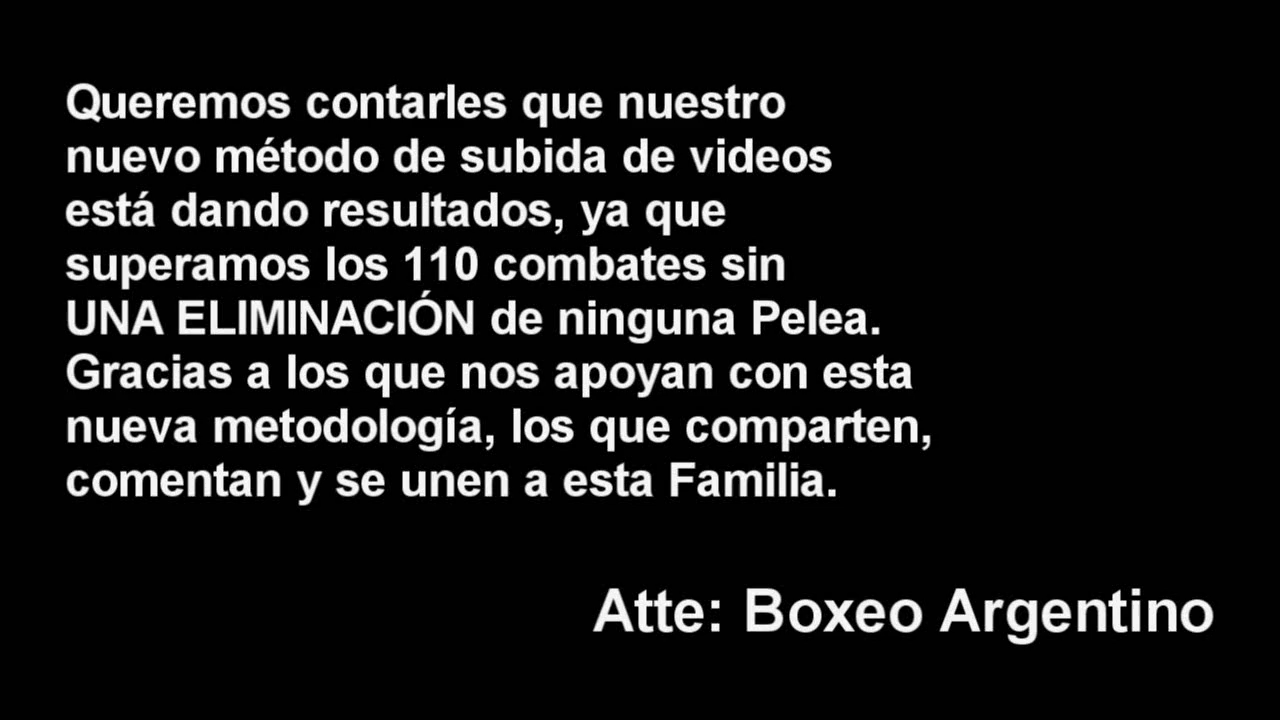 Queremos contarles que nuestro
nuevo método de subida de videos
está dando resultados, ya que
superamos los 110 combates sin
UNA ELIMINACIÓN de ninguna Pelea.
Gracias a los que nos apoyan con esta
nueva metodología, los que comparten,
comentan y se unen a esta Familia.
Atte: Boxeo Argentino